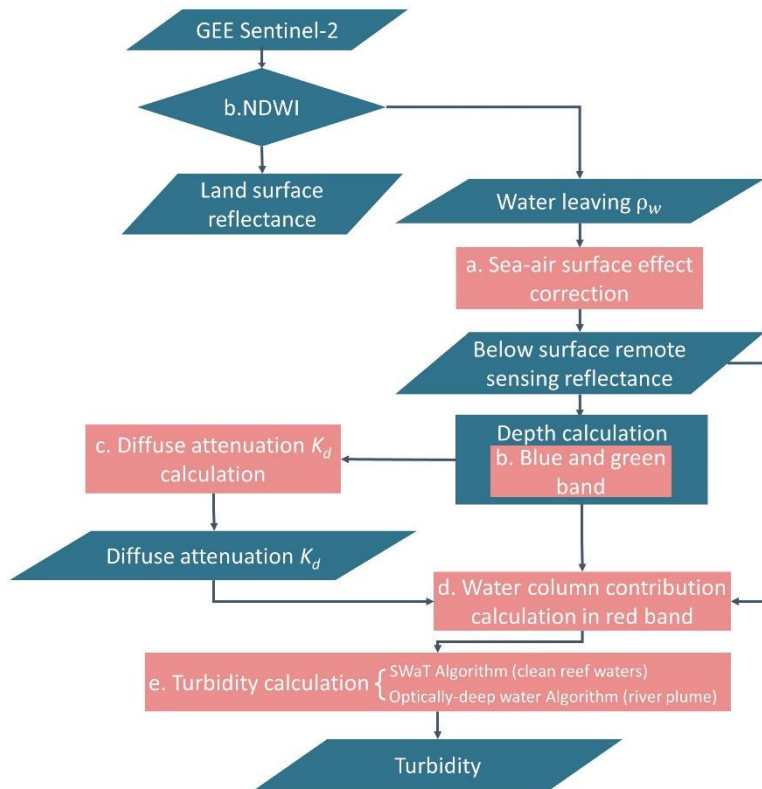 GEE Sentinel-2
b.NDWI
Land surface
reflectance
Water leaving ρw
a. Sea-air surface effect
correction
Below surface remote
sensing reflectance
Depth calculation
b. Blue and green
band
c. Diffuse attenuation Kd
calculation
Diffuse attenuation Kd
d. Water column contribution
calculation in red band
e. Turbidity calculation { SWaT Algorithm (clean reef waters)
Optically-deep water Algorithm (river plume)
Turbidity